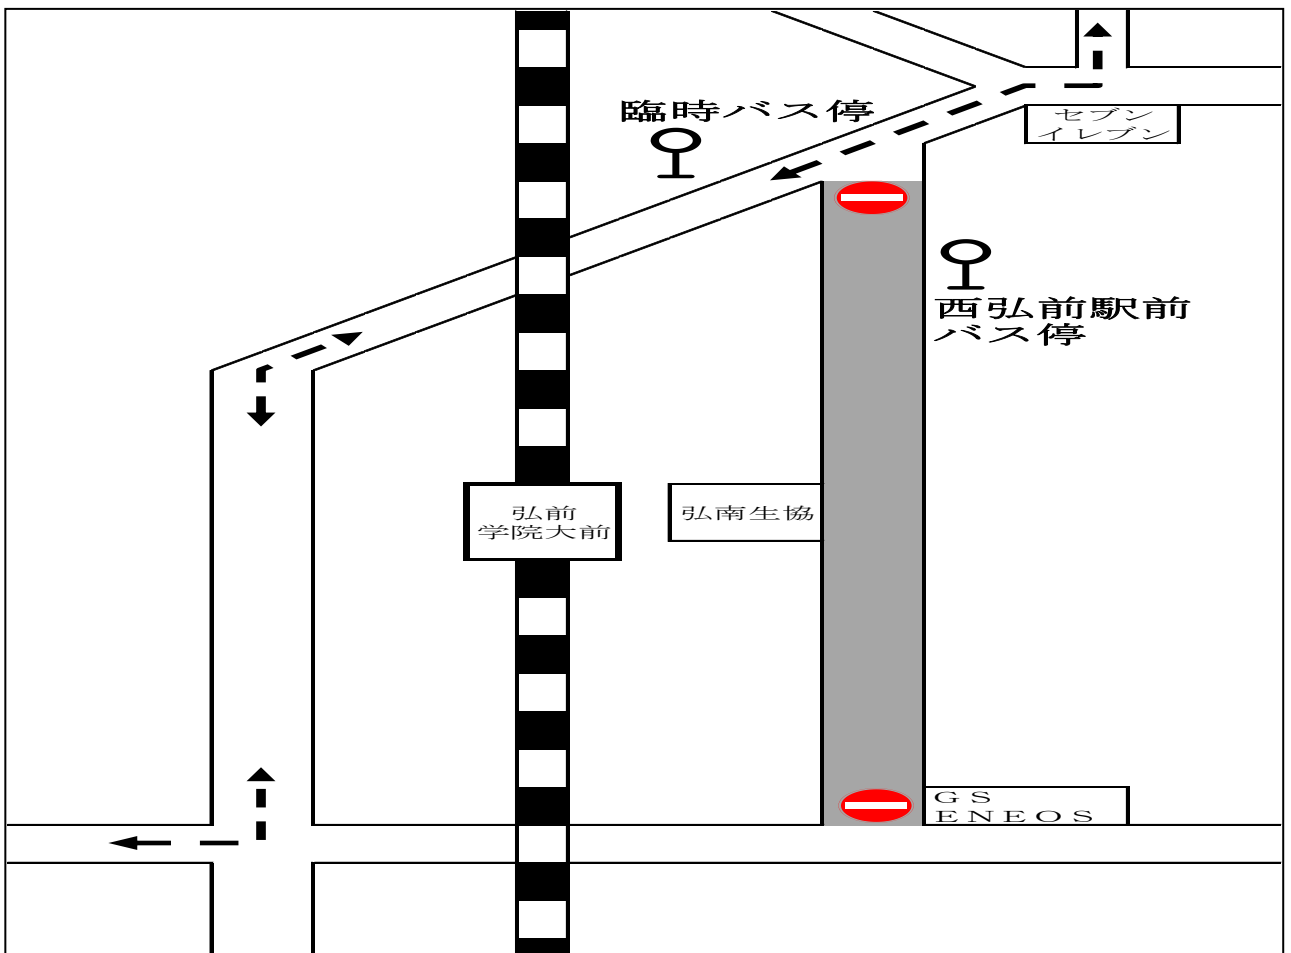 臨時バス停
セブン
イレブン
西弘前駅前
バス停
弘前
学院大前
弘南生協
ＧＳ
ＥＮＥＯＳ